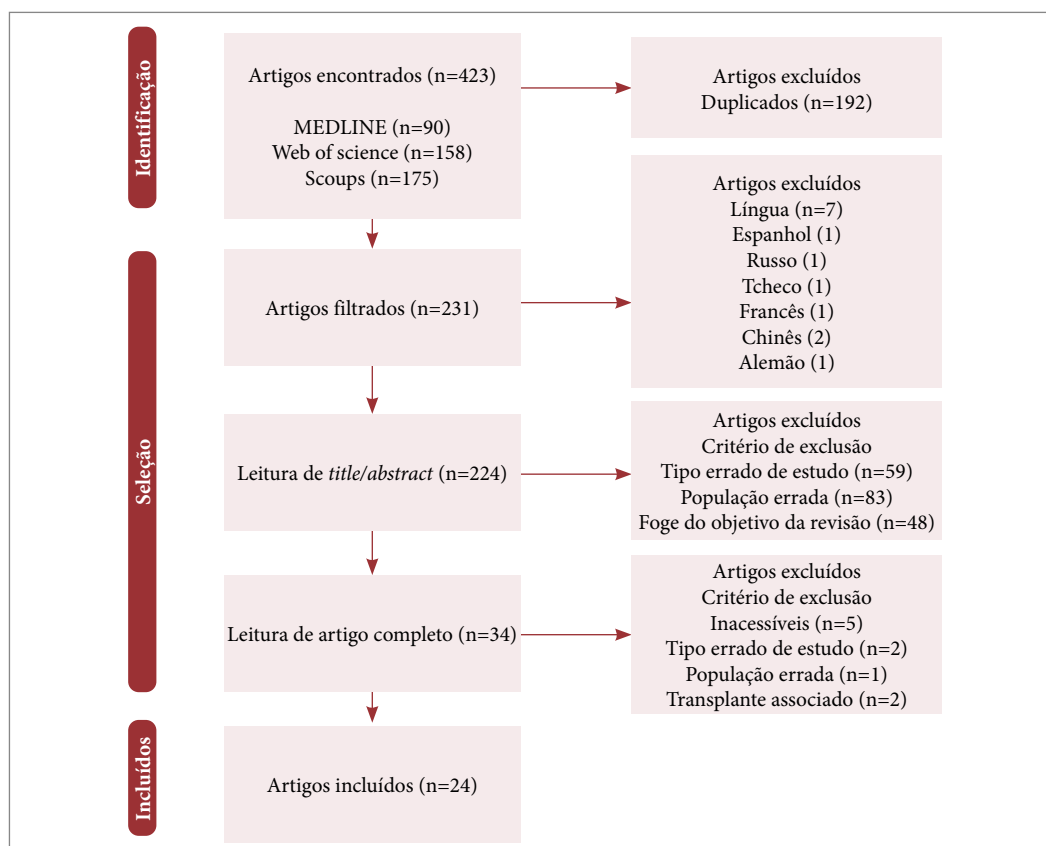 Identificação
Artigos encontrados (n=423)
MEDLINE (n=90)
Web of science (n=158)
Scoups (n=175)
Artigos excluídos
Duplicados (n=192)
Seleção
Artigos filtrados (n=231)
Artigos excluídos
Língua (n=7)
Espanhol (1)
Russo (1)
Tcheco (1)
Francês (1)
Chinês (2)
Alemão (1)
Leitura de title/abstract (n=224)
Artigos excluídos
Critério de exclusão
Tipo errado de estudo (n=59)
População errada (n=83)
Foge do objetivo da revisão (n=48)
Leitura de artigo completo (n=34)
Artigos excluídos
Critério de exclusão
Inacessíveis (n=5)
Tipo errado de estudo (n=2)
População errada (n=1)
Transplante associado (n=2)
Incluídos
Artigos incluídos (n=24)